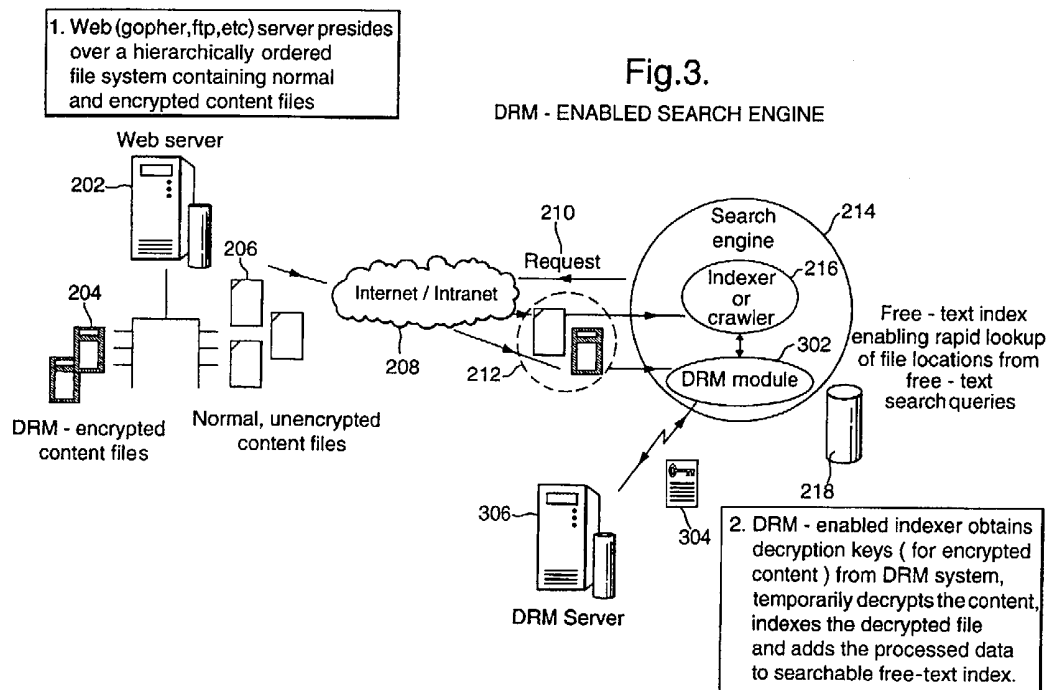 1. Web (gopher,ftp,etc) server presides
over a hierarchically ordered
file system containing normal
and encrypted content files
Fig.3.
DRM - ENABLED SEARCH ENGINE
Web server
202
204
206
Internet / Intranet
208
DRM - encrypted
content files
Normal, unencrypted
content files
210
Request
212
Search
engine
214
Indexer
or
crawler
216
302
DRM module
Free - text index
enabling rapid lookup
of file locations from
free - text
search queries
218
304
306
DRM Server
2. DRM - enabled indexer obtains
decryption keys ( for encrypted
content ) from DRM system,
temporarily decrypts the content,
indexes the decrypted file
and adds the processed data
to searchable free-text index.